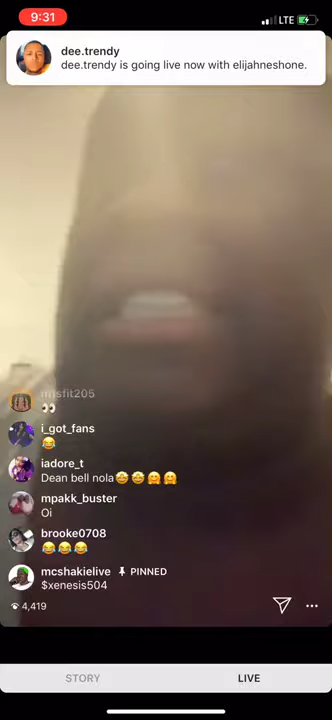 9:31
LTE
dee.trendy
dee.trendy is going live now with elijahneshone.
misfit205
i_got_fans
iadore_t
Dean bell nola
mpakk_buster
Oi
brooke0708
mcshakielive PINNED
$xenesis504
4,419
STORY
LIVE